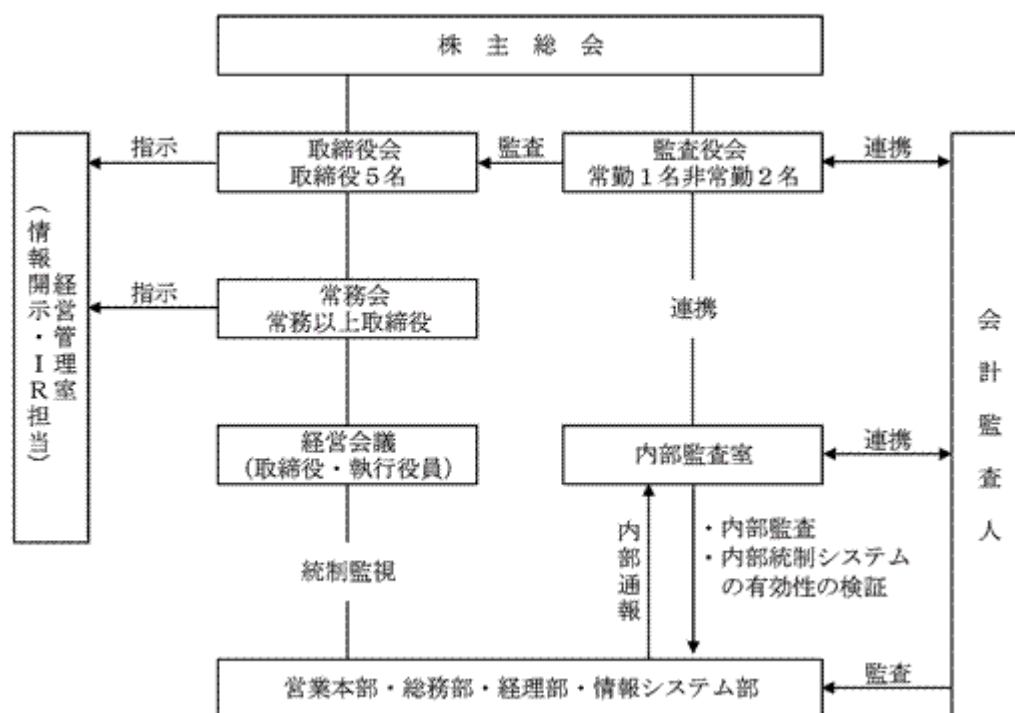 株主総会
指示
取締役会
取締役5名
監査
監査役会
常勤1名非常勤2名
連携
経営管理室
(情報開示・IR担当)
指示
常務会
常務以上取締役
連携
会計監査人
経営会議
(取締役・執行役員)
内部監査室
連携
統制監視
内部通報
・内部監査
・内部統制システム
の有効性の検証
営業本部・総務部・経理部・情報システム部
監査